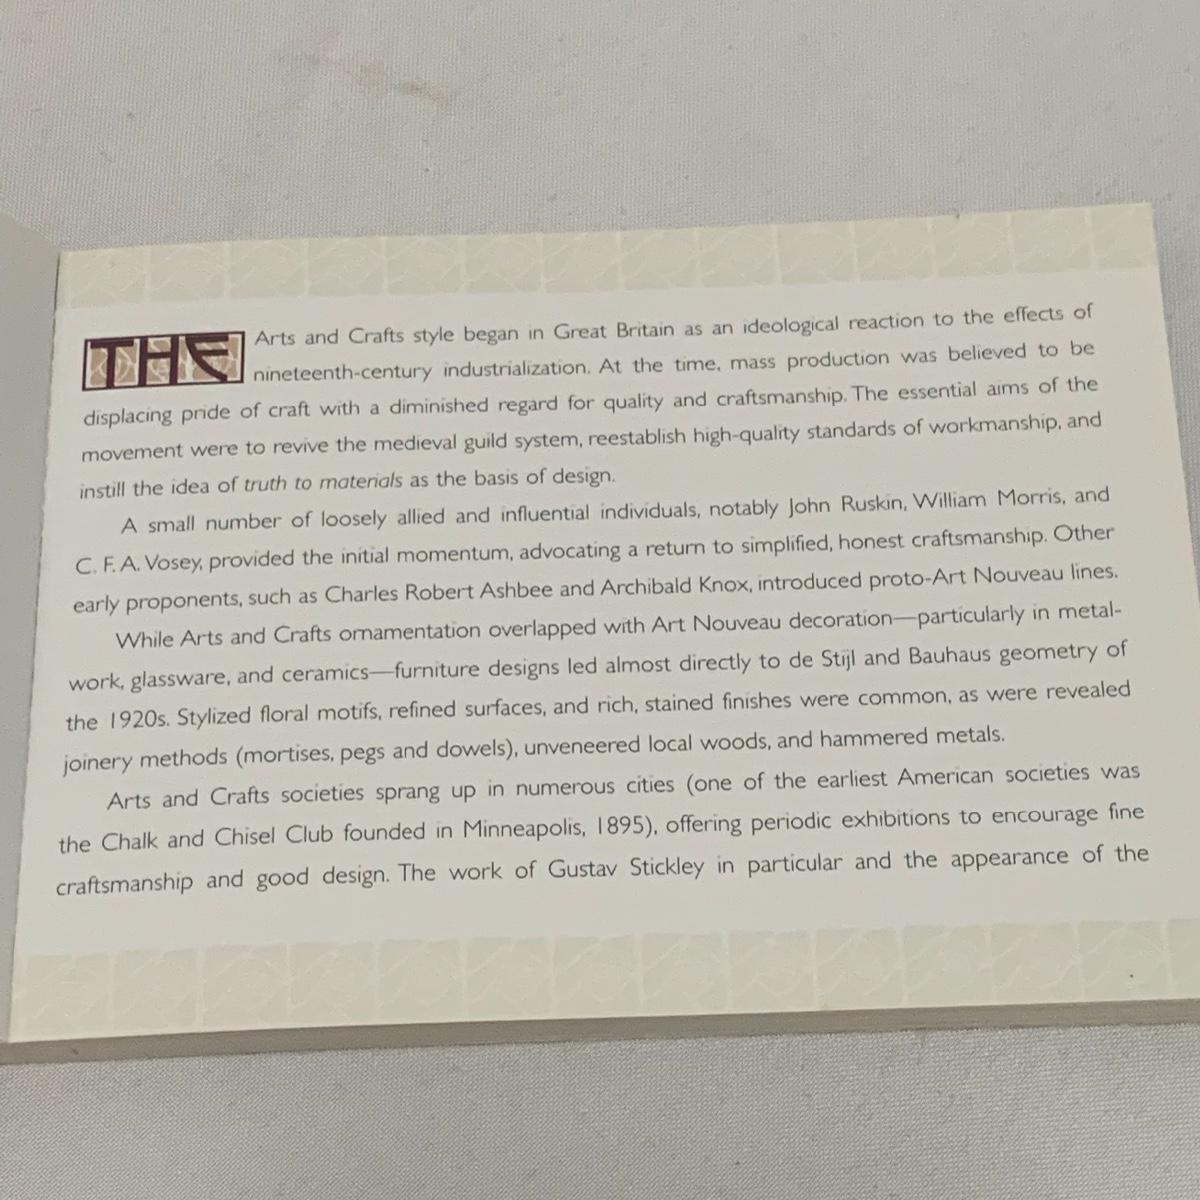 THE Arts and Crafts style began in Great Britain as an ideological reaction to the effects of
nineteenth-century industrialization. At the time, mass production was believed to be
displacing pride of craft with a diminished regard for quality and craftsmanship. The essential aims of the
movement were to revive the medieval guild system, reestablish high-quality standards of workmanship, and
instill the idea of truth to materials as the basis of design.
A small number of loosely allied and influential individuals, notably John Ruskin, William Morris, and
C. F. A. Vosey, provided the initial momentum, advocating a return to simplified, honest craftsmanship. Other
early proponents, such as Charles Robert Ashbee and Archibald Knox, introduced proto-Art Nouveau lines.
While Arts and Crafts ornamentation overlapped with Art Nouveau decoration—particularly in metal-
work, glassware, and ceramics—furniture designs led almost directly to de Stijl and Bauhaus geometry of
the 1920s. Stylized floral motifs, refined surfaces, and rich, stained finishes were common, as were revealed
joinery methods (mortises, pegs and dowels), unveneered local woods, and hammered metals.
Arts and Crafts societies sprang up in numerous cities (one of the earliest American societies was
the Chalk and Chisel Club founded in Minneapolis, 1895), offering periodic exhibitions to encourage fine
craftsmanship and good design. The work of Gustav Stickley in particular and the appearance of the